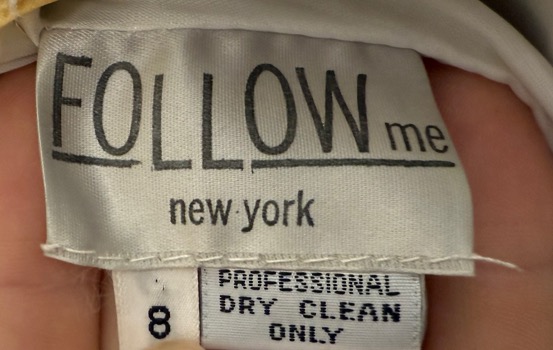 FOLLOW me
new york
PROFESSIONAL
8 DRY CLEAN
ONLY